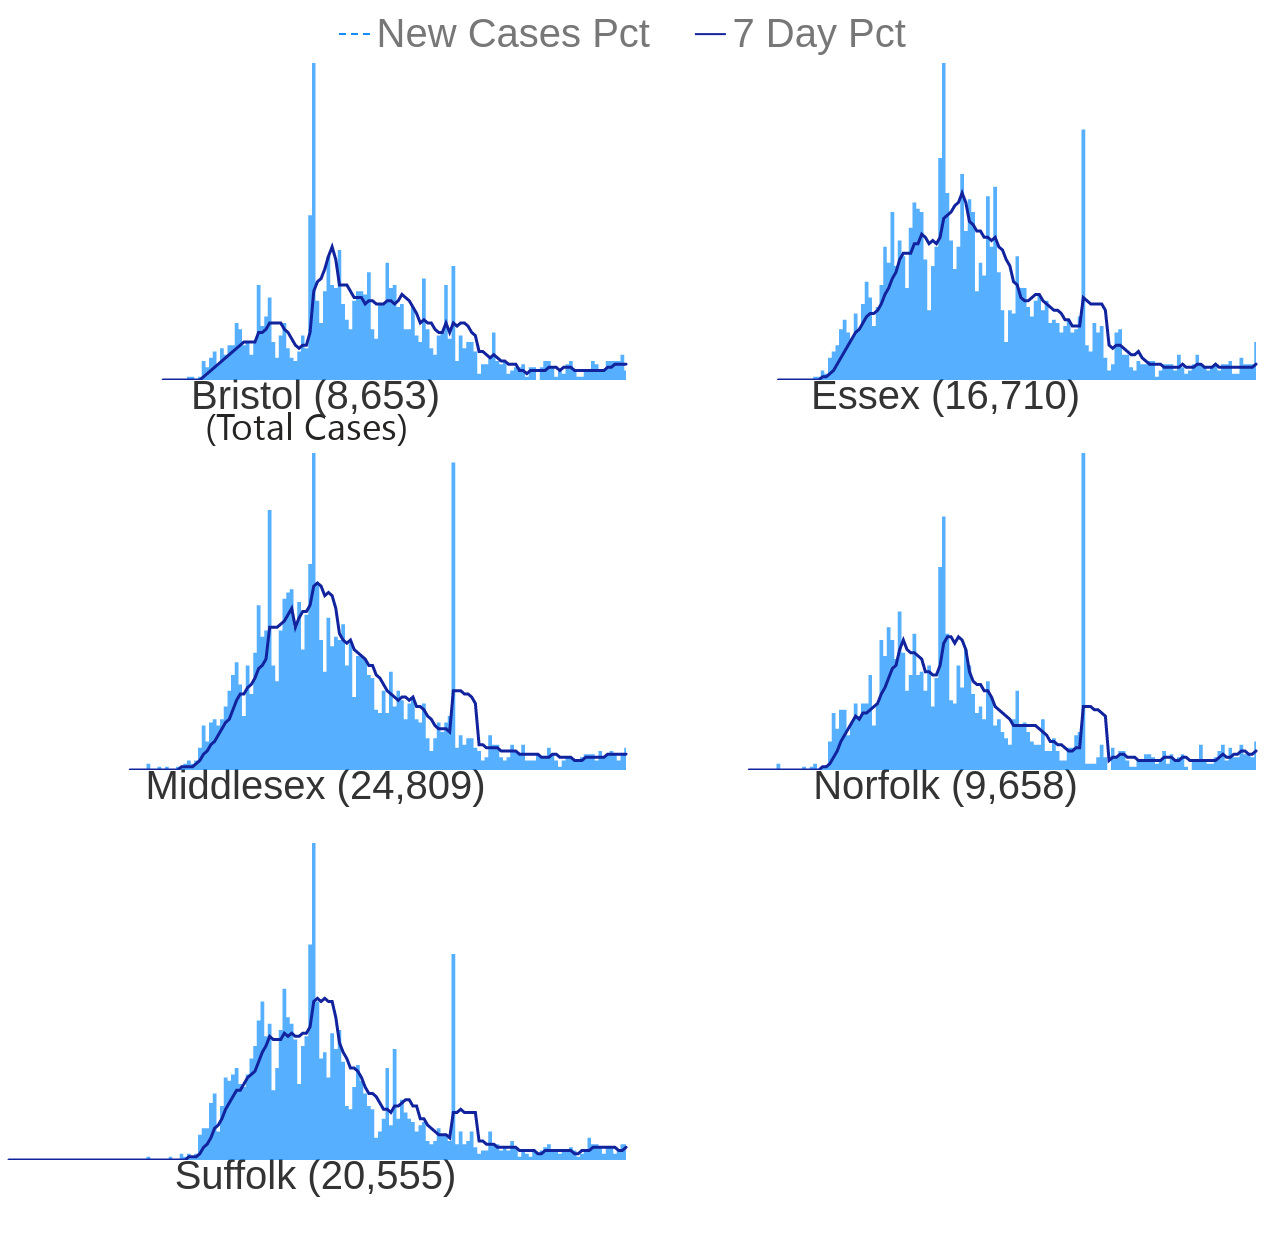 New Cases Pct 7 Day Pct
Bristol (8,653) Essex (16,710)
(Total Cases)
Middlesex (24,809) Norfolk (9,658)
Suffolk (20,555)